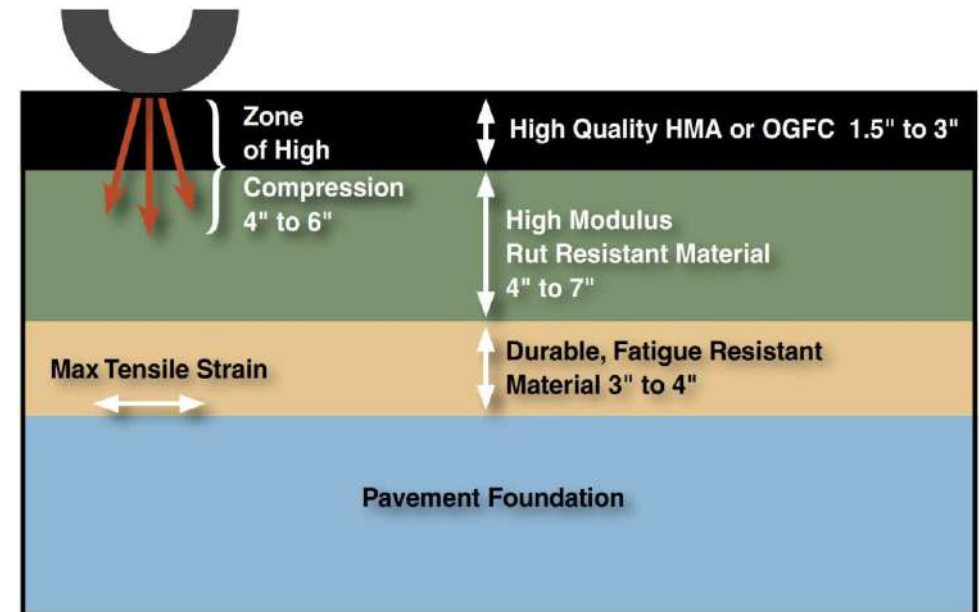 Zone
of High
Compression
4" to 6"
High Quality HMA or OGFC 1.5" to 3"
High Modulus
Rut Resistant Material
4" to 7"
Max Tensile Strain
Durable, Fatigue Resistant
Material 3" to 4"
Pavement Foundation